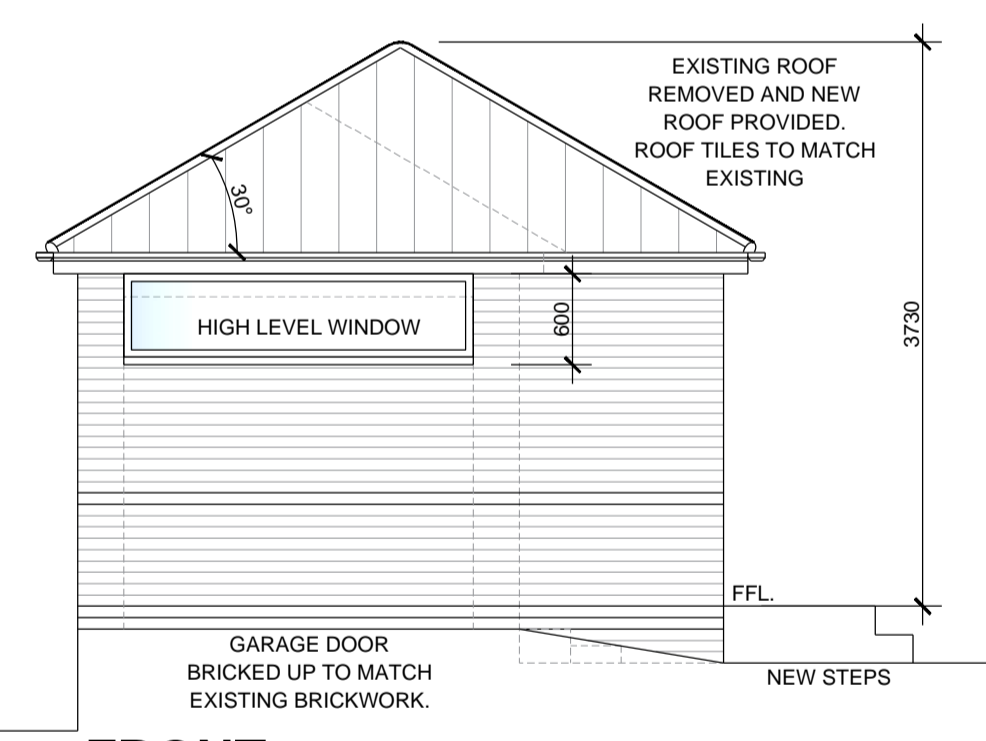 EXISTING ROOF
REMOVED AND NEW
ROOF PROVIDED.
ROOF TILES TO MATCH
EXISTING
30°
HIGH LEVEL WINDOW
600
3730
FFL.
GARAGE DOOR
BRICKED UP TO MATCH
EXISTING BRICKWORK.
NEW STEPS